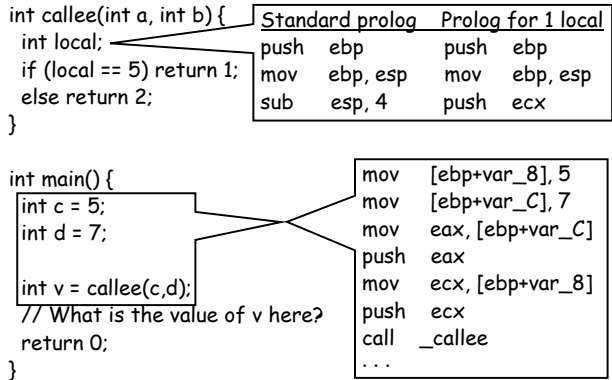 int callee(int a, int b) {
int local;
if (local == 5) return 1;
else return 2;
}
Standard prolog Prolog for 1 local
push ebp push ebp
mov ebp, esp mov ebp, esp
sub esp, 4 push ecx
int main() {
int c = 5;
int d = 7;
int v = callee(c,d);
// What is the value of v here?
return 0;
}
mov [ebp+var_8], 5
mov [ebp+var_C], 7
mov eax, [ebp+var_C]
push eax
mov ecx, [ebp+var_8]
push ecx
call _callee
. . .